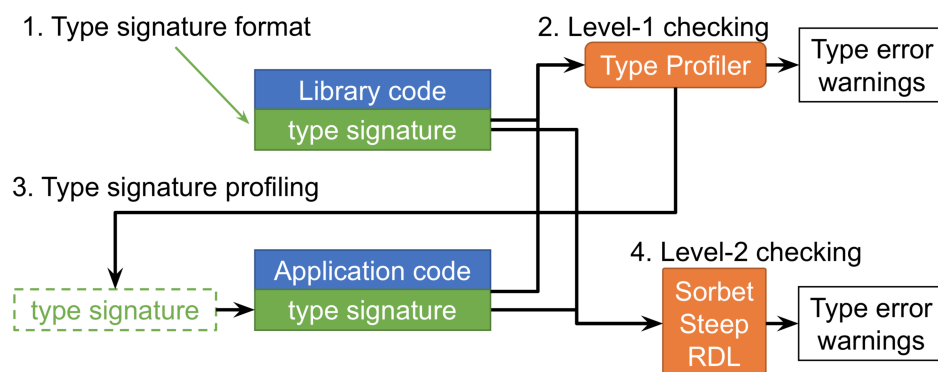 1. Type signature format
2. Level-1 checking
Type Profiler
Type error
warnings
Library code
type signature
3. Type signature profiling
Application code
type signature
type signature
4. Level-2 checking
Sorbet
Steep
RDL
Type error
warnings